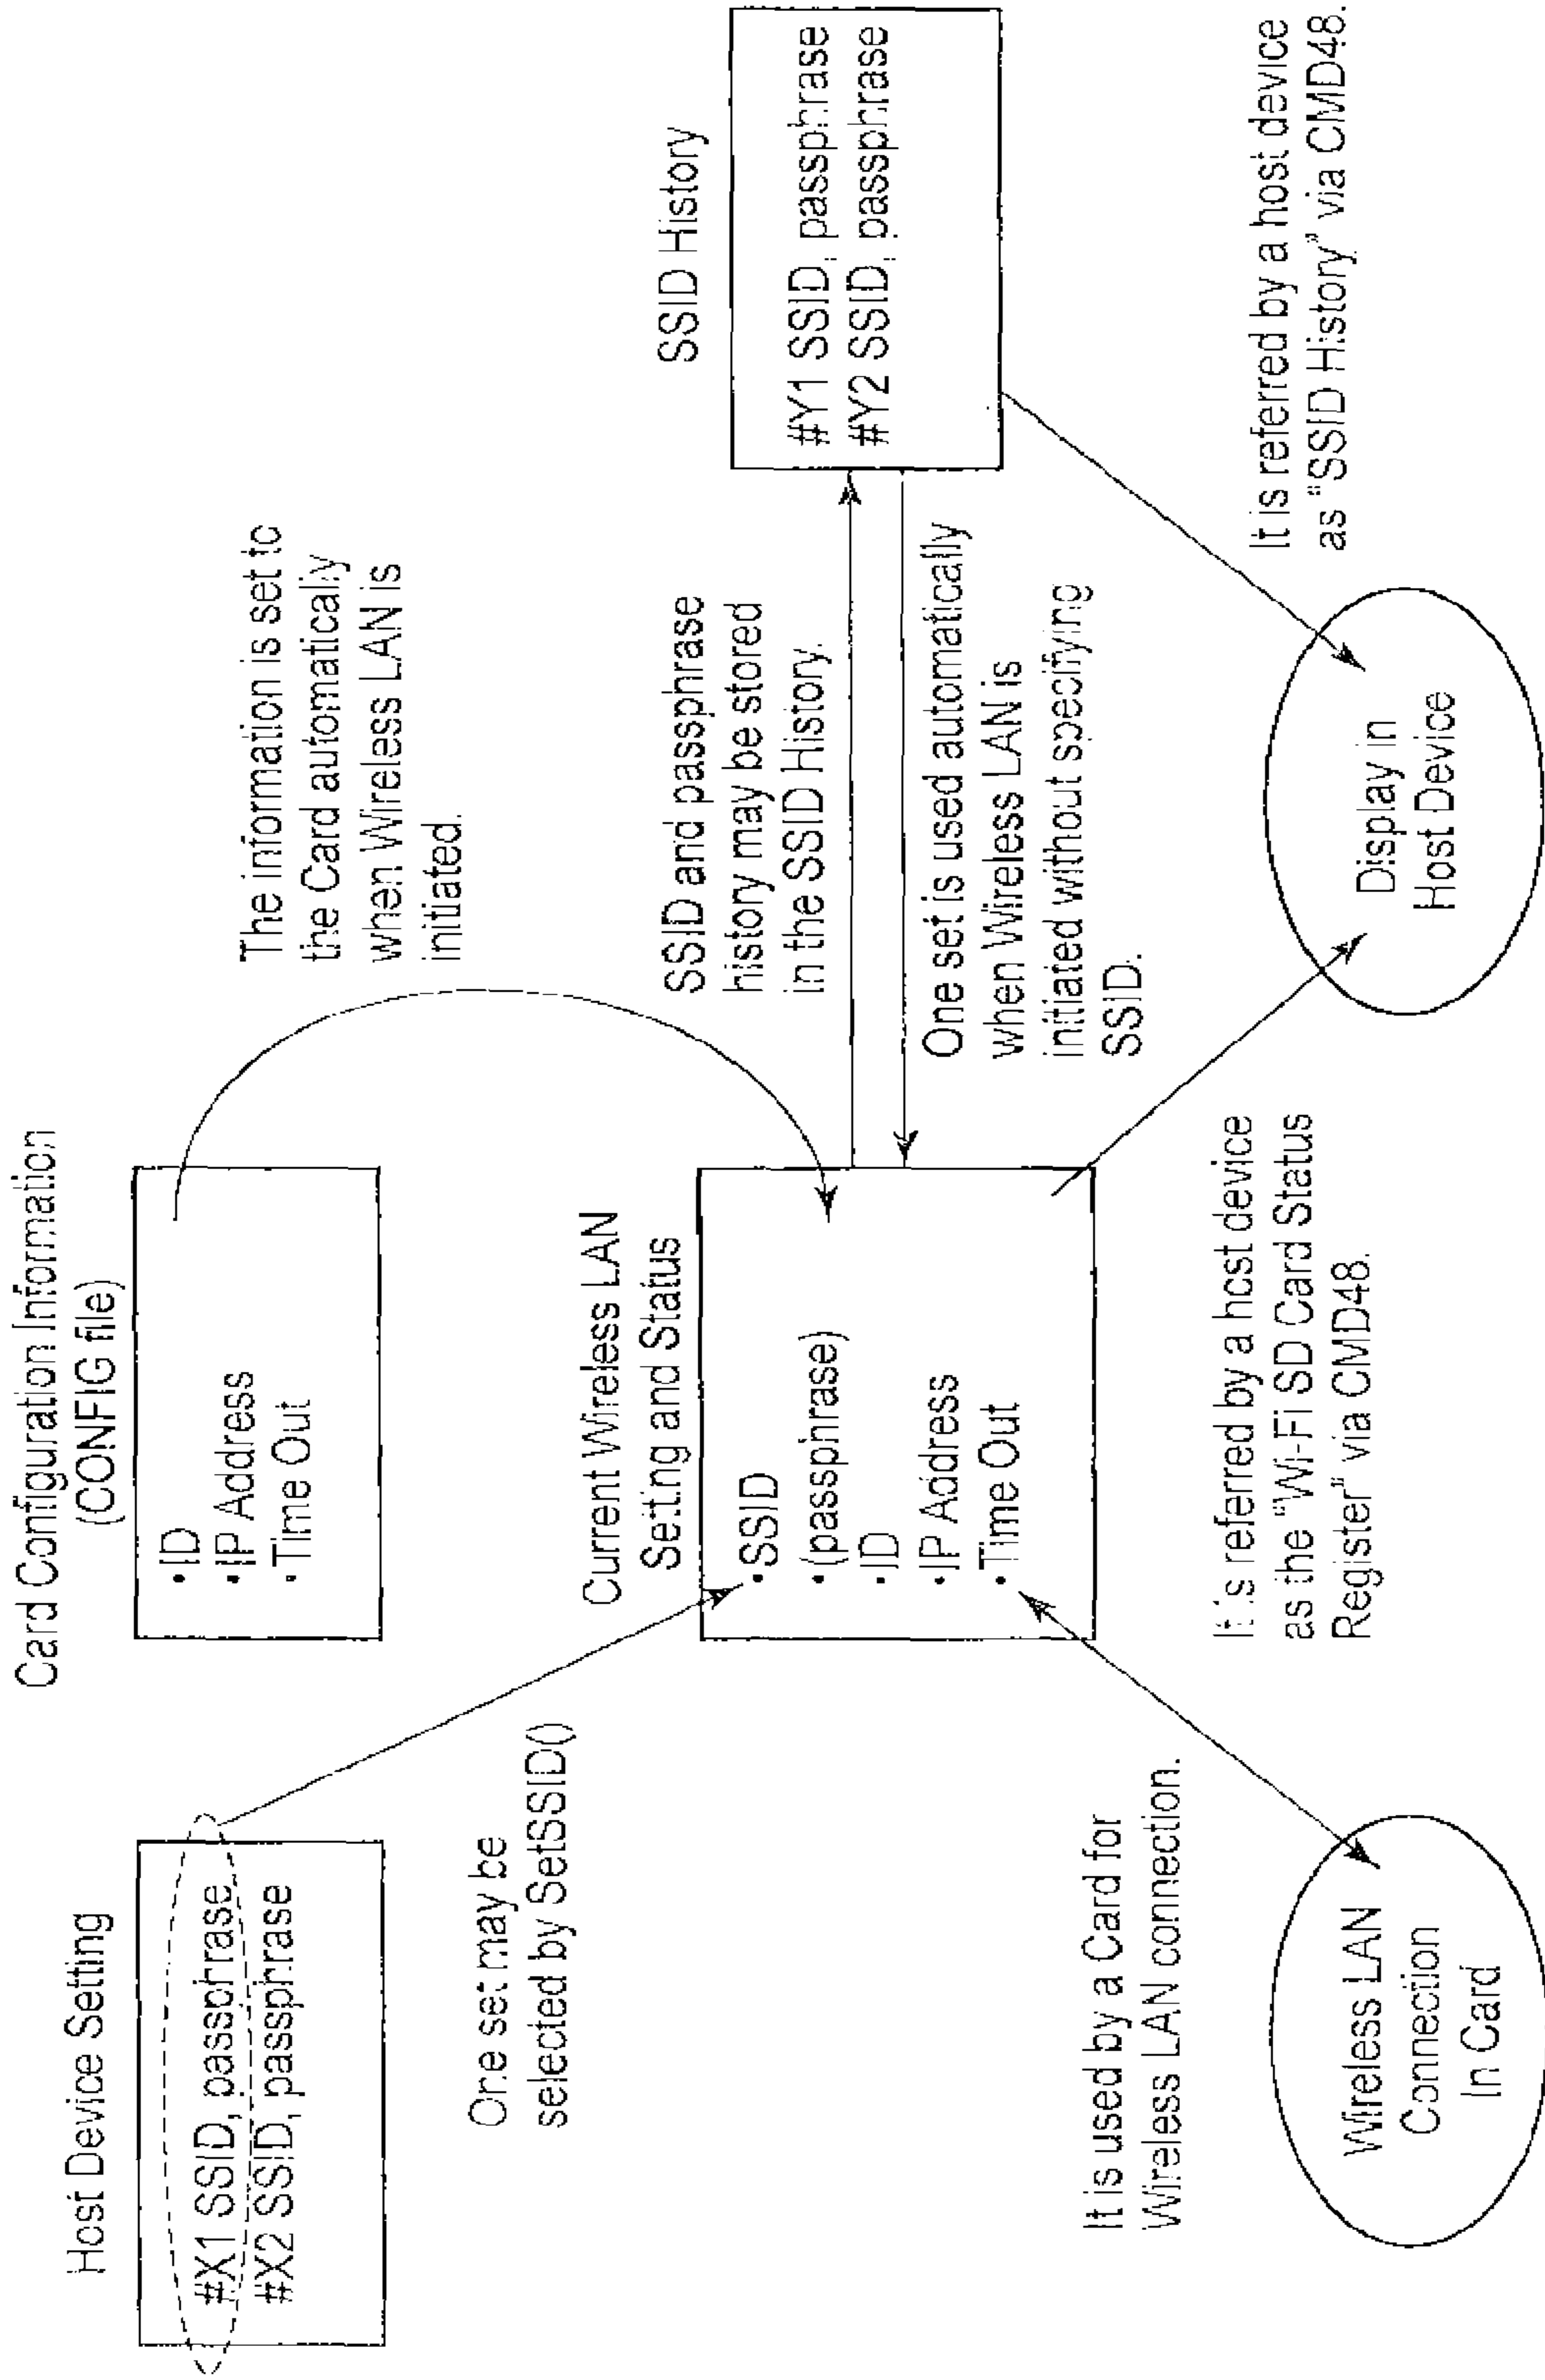 Host Device Setting
#X1 SSID, passphrase
#X2 SSID, passphrase
One set may be
selected by SetSSID()
Card Configuration Information
(CONFIG file)
•ID
•IP Address
•Time Out
The information is set to
the Card automatically
when Wireless LAN is
initiated.
Current Wireless LAN
Setting and Status
•SSID
•(passphrase)
•ID
•IP Address
•Time Out
SSID and passphrase
history may be stored
in the SSID History.
One set is used automatically
when Wireless LAN is
initiated without specifying
SSID.
SSID History
#Y1 SSID, passphrase
#Y2 SSID, passphrase
It is used by a Card for
Wireless LAN connection.
Wireless LAN
Connection
In Card
It is referred by a host device
as the "Wi-Fi SD Card Status
Register" via CMD48.
Display in
Host Device
It is referred by a host device
as "SSID History" via CMD48.